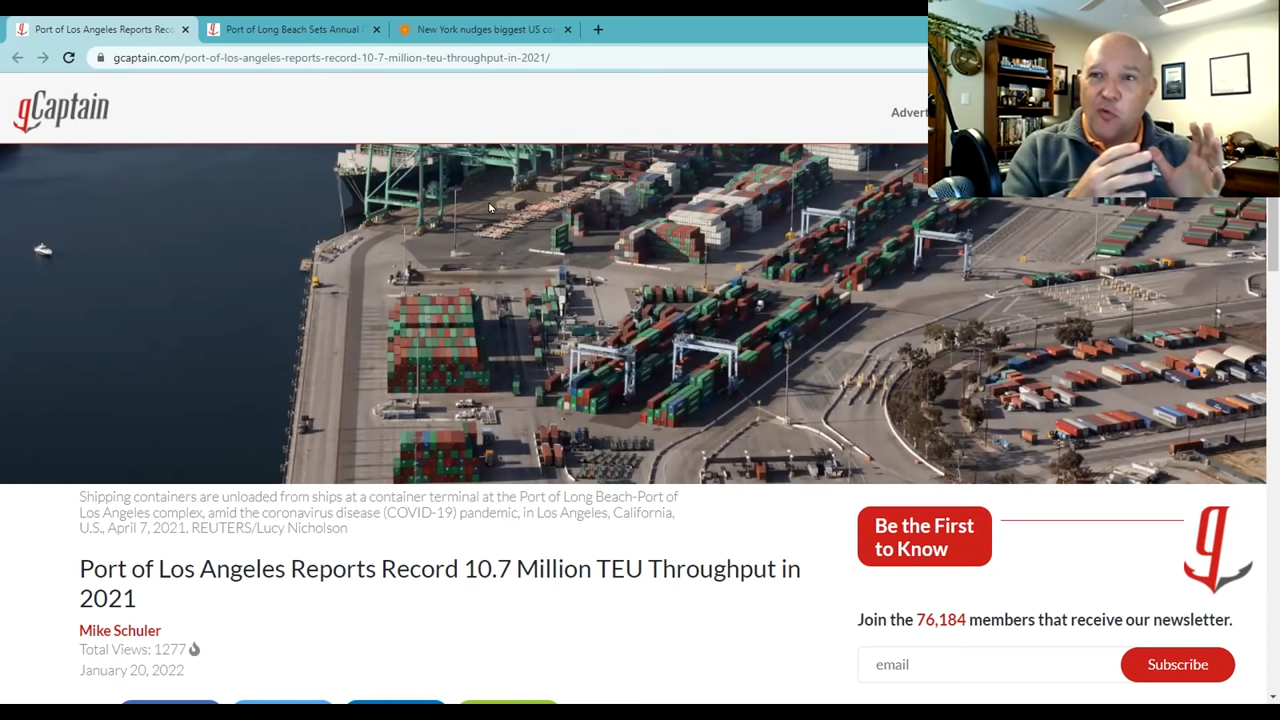 Port of Los Angeles Reports Reco
Port of Long Beach Sets Annual
New York nudges biggest US co
gcaptain.com/port-of-los-angeles-reports-record-10-7-million-teu-throughput-in-2021/
gCaptain
Advert
Shipping containers are unloaded from ships at a container terminal at the Port of Long Beach-Port of
Los Angeles complex, amid the coronavirus disease (COVID-19) pandemic, in Los Angeles, California,
U.S., April 7, 2021. REUTERS/Lucy Nicholson
Port of Los Angeles Reports Record 10.7 Million TEU Throughput in
2021
Mike Schuler
Total Views: 1277
January 20, 2022
Be the First
to Know
g
Join the 76,184 members that receive our newsletter.
email
Subscribe